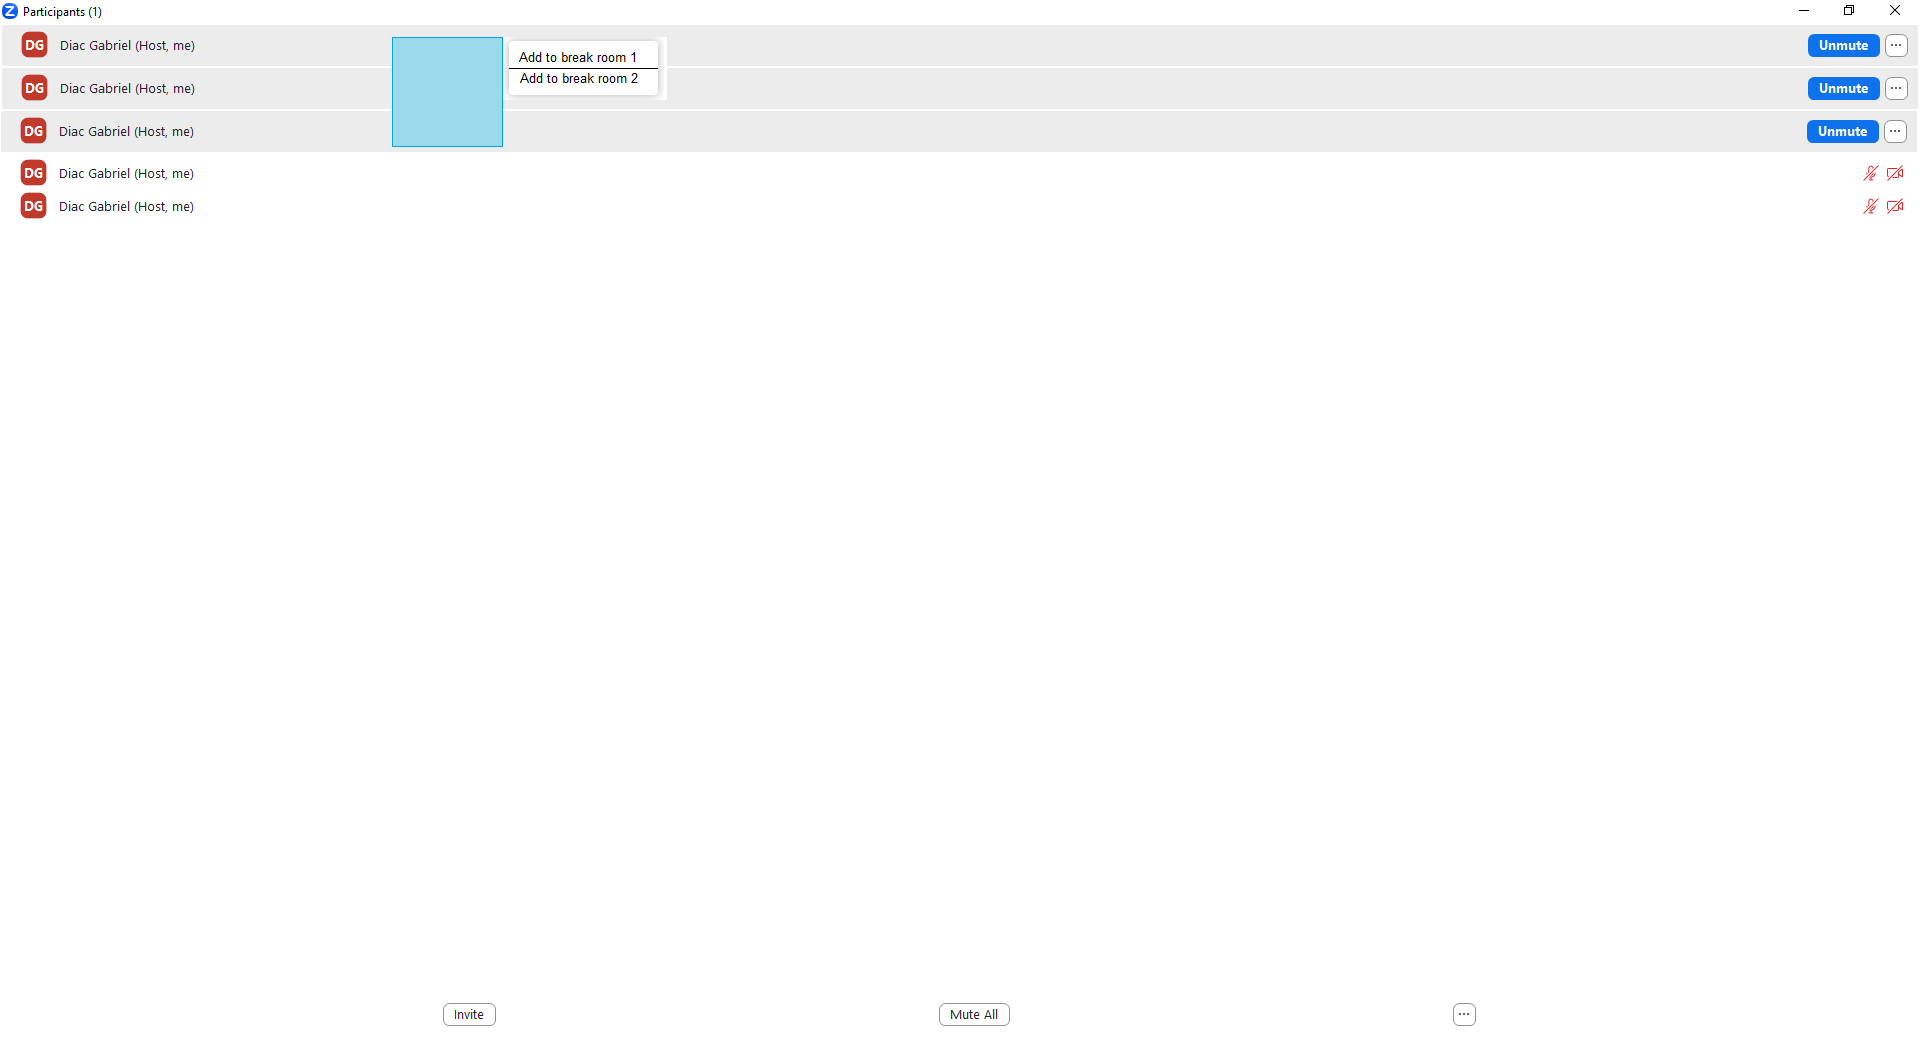 Participants (1)
DG Diac Gabriel (Host, me) Add to break room 1 Unmute ...
DG Diac Gabriel (Host, me) Add to break room 2 Unmute ...
DG Diac Gabriel (Host, me) Unmute ...
DG Diac Gabriel (Host, me)
DG Diac Gabriel (Host, me)
Invite Mute All ...